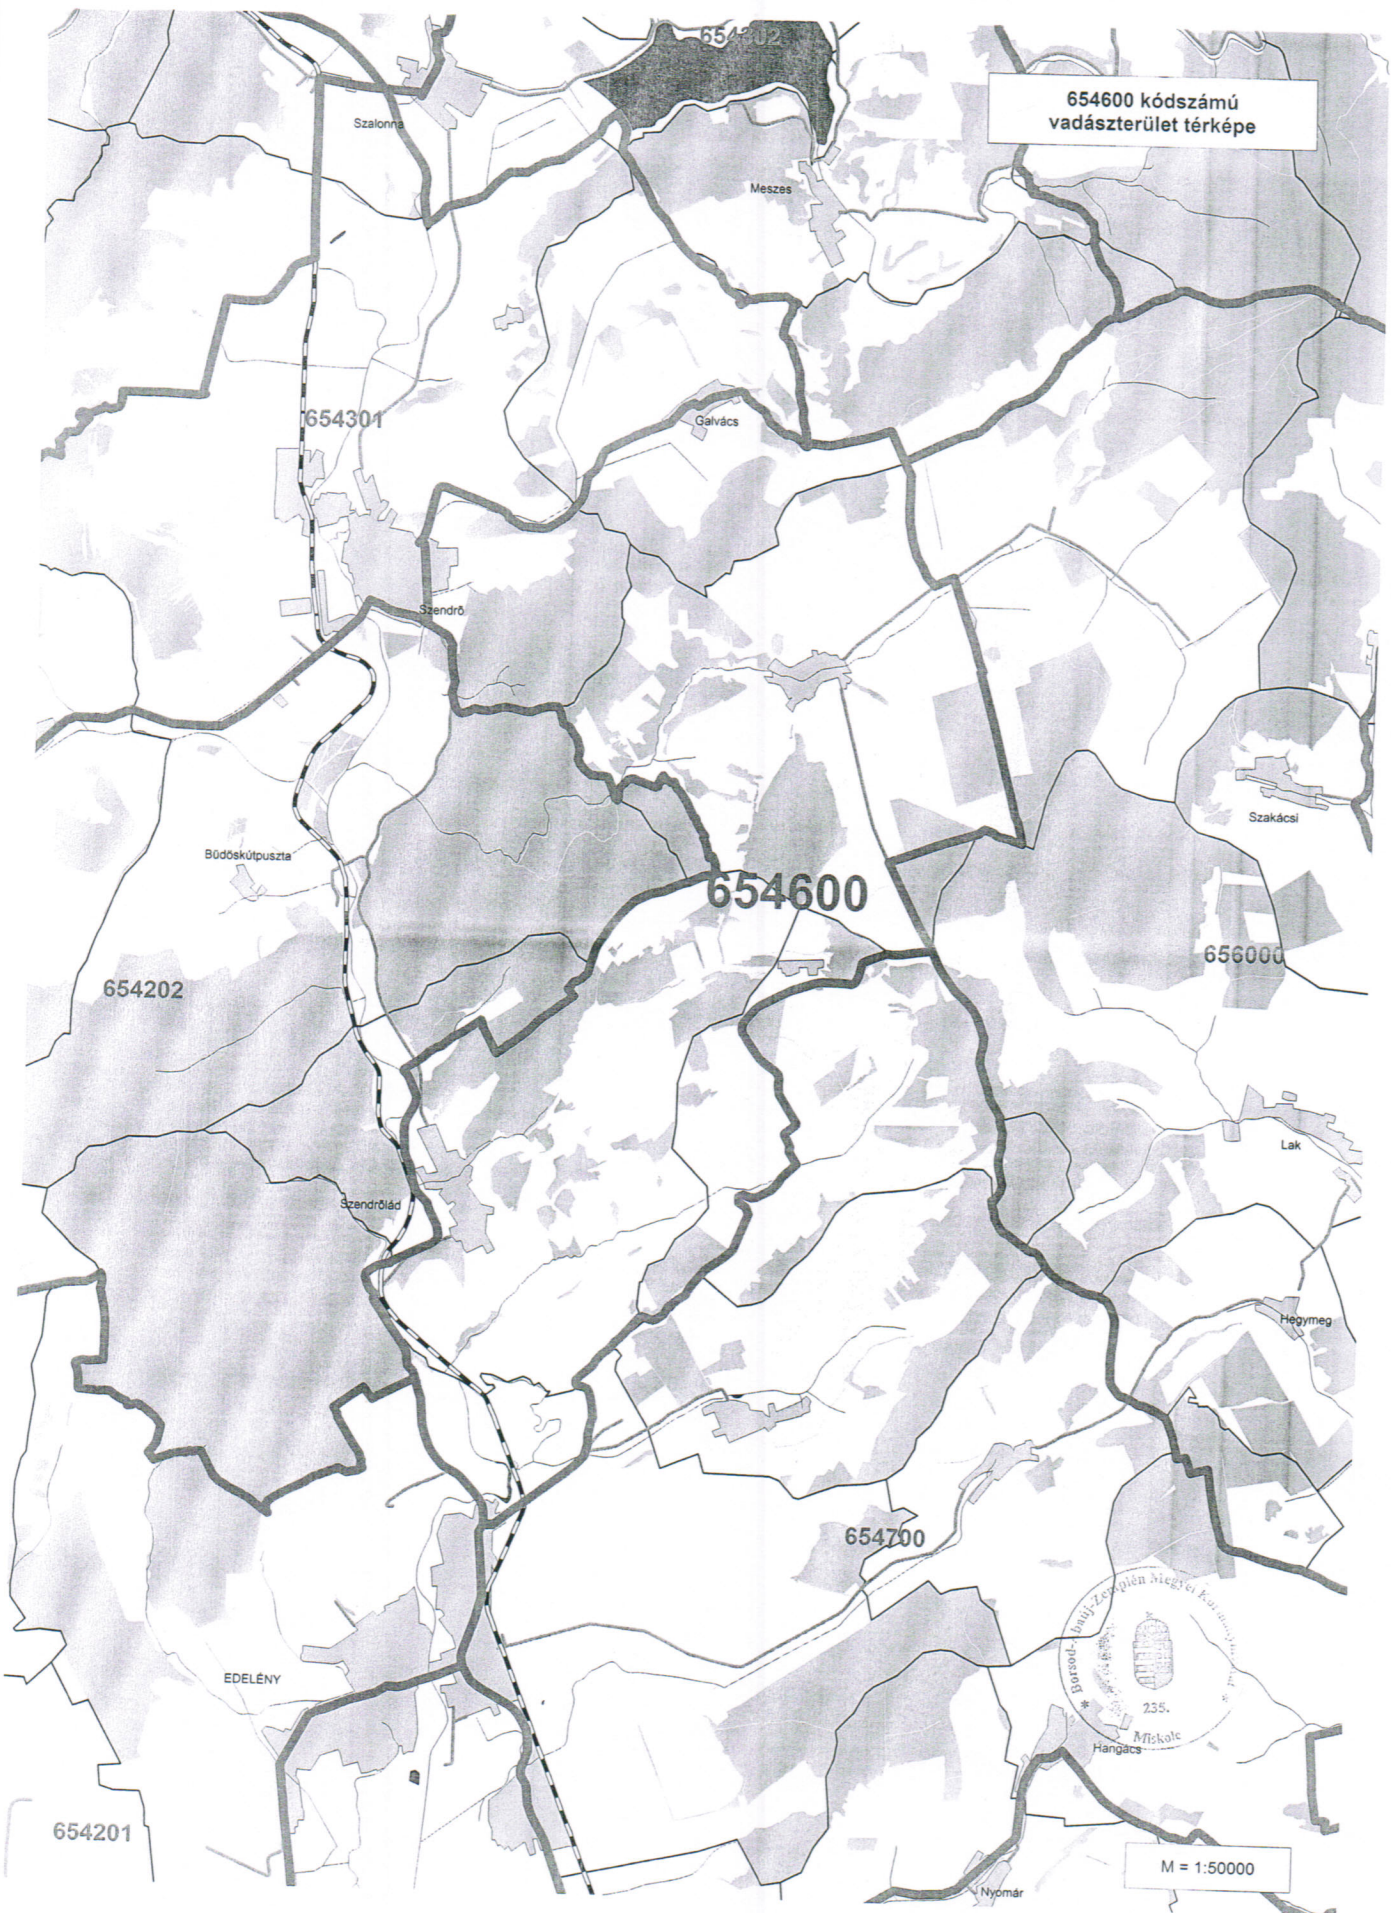 654302
654600 kódszámú
vadászterület térképe
Szalonna
Meszes
654301
Galvács
Szendrő
Szakácsi
Büdöskútpuszta
654600
656000
654202
Lak
Szendrőlád
Hegymeg
654700
EDELÉNY
Borsod-Abaúj-Zemplén Megyei
235.
Miskolc
Hangács
654201
M = 1:50000
Nyomár